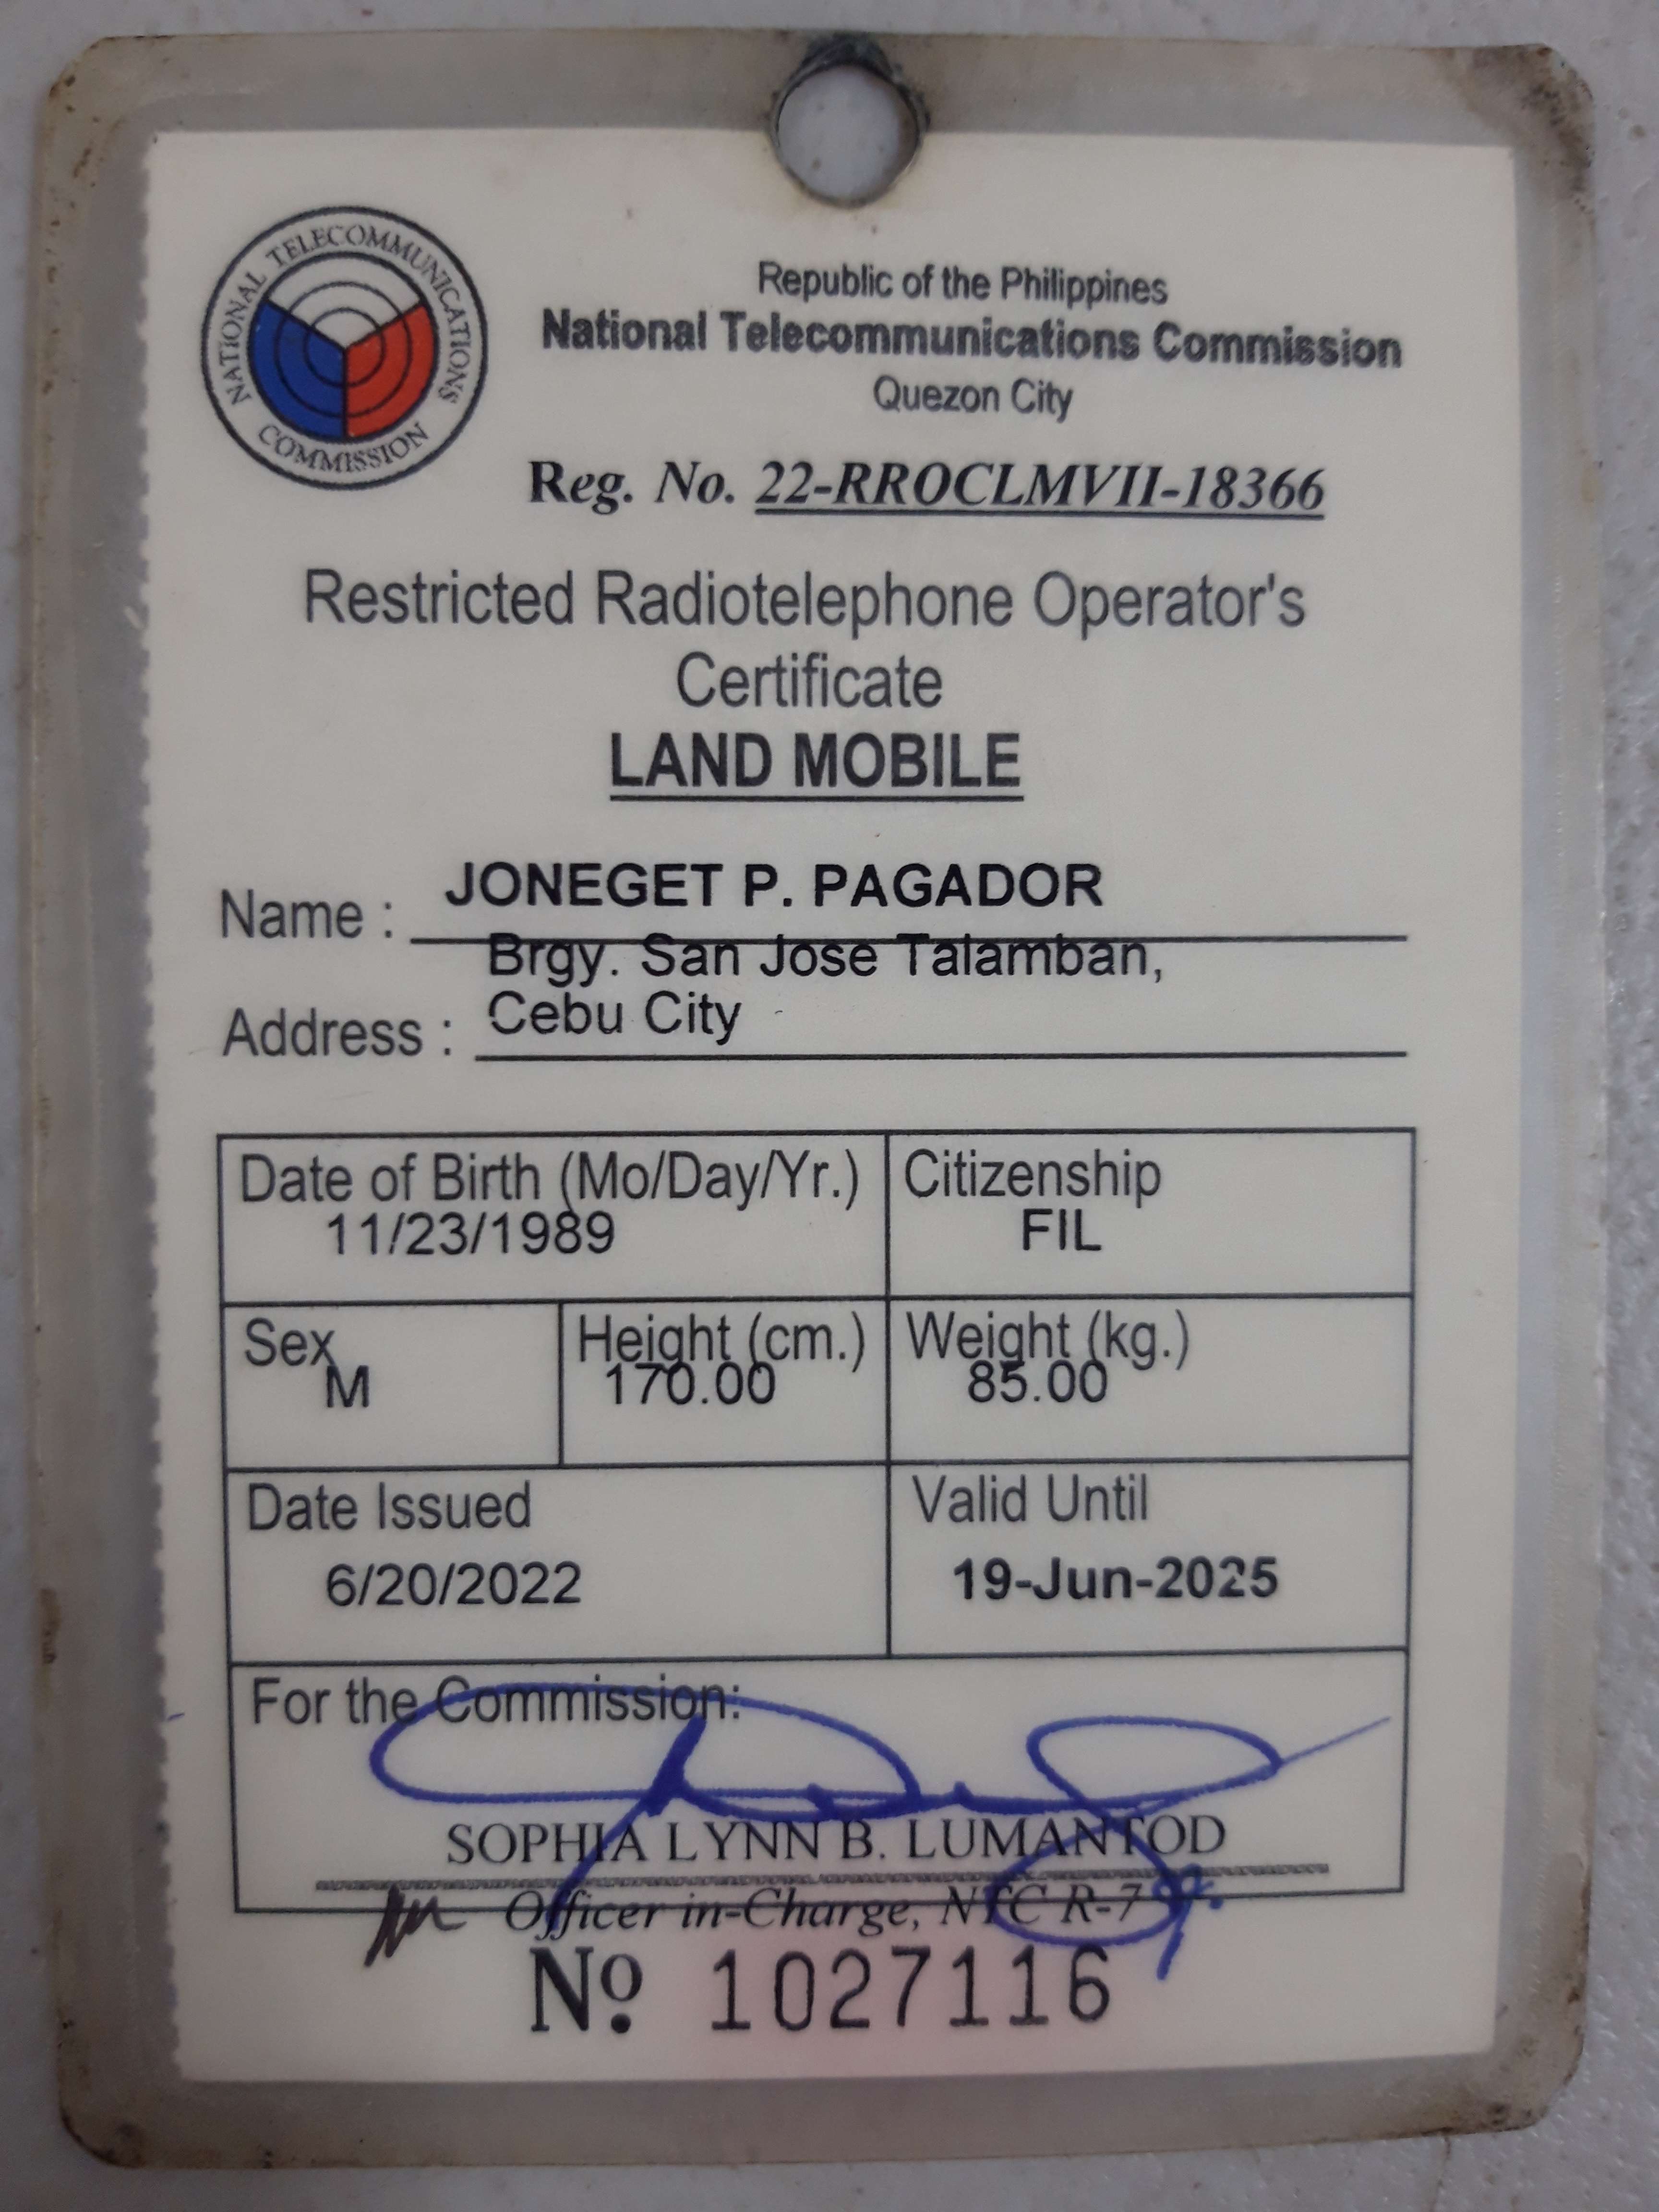 NATIONAL TELECOMMUNICATIONS COMMISSION
Republic of the Philippines
National Telecommunications Commission
Quezon City
Reg. No. 22-RROCLMVII-18366
Restricted Radiotelephone Operator's
Certificate
LAND MOBILE
Name : JONEGET P. PAGADOR
Brgy. San Jose Talamban,
Address : Cebu City
Date of Birth (Mo/Day/Yr.) Citizenship
11/23/1989 FIL
Sex Height (cm.) Weight (kg.)
M 170.00 85.00
Date Issued Valid Until
6/20/2022 19-Jun-2025
For the Commission:
SOPHIA LYNN B. LUMANTOD
Officer in-Charge, NTC R-7
Nº 1027116